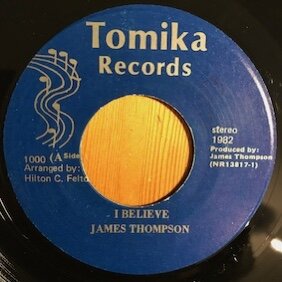 Tomika
Records
1000 (A Side
Arranged by:
Hilton C. Felto
stereo
1982
Produced by:
James Thompson
(NR13817-1)
I BELIEVE
JAMES THOMPSON